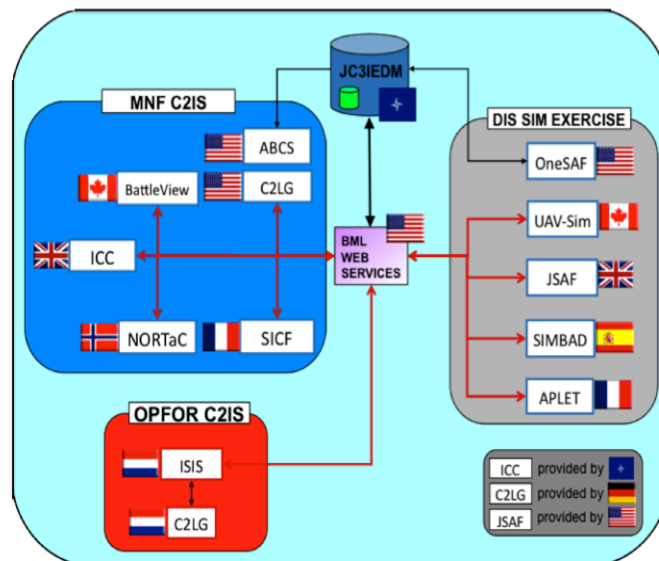 JC3IEDM
MNF C2IS
ABCS
BattleView
C2LG
ICC
NORTaC
SICF
BML
WEB
SERVICES
DIS SIM EXERCISE
OneSAF
UAV-Sim
JSAF
SIMBAD
APLET
OPFOR C2IS
ISIS
C2LG
ICC provided by
C2LG provided by
JSAF provided by